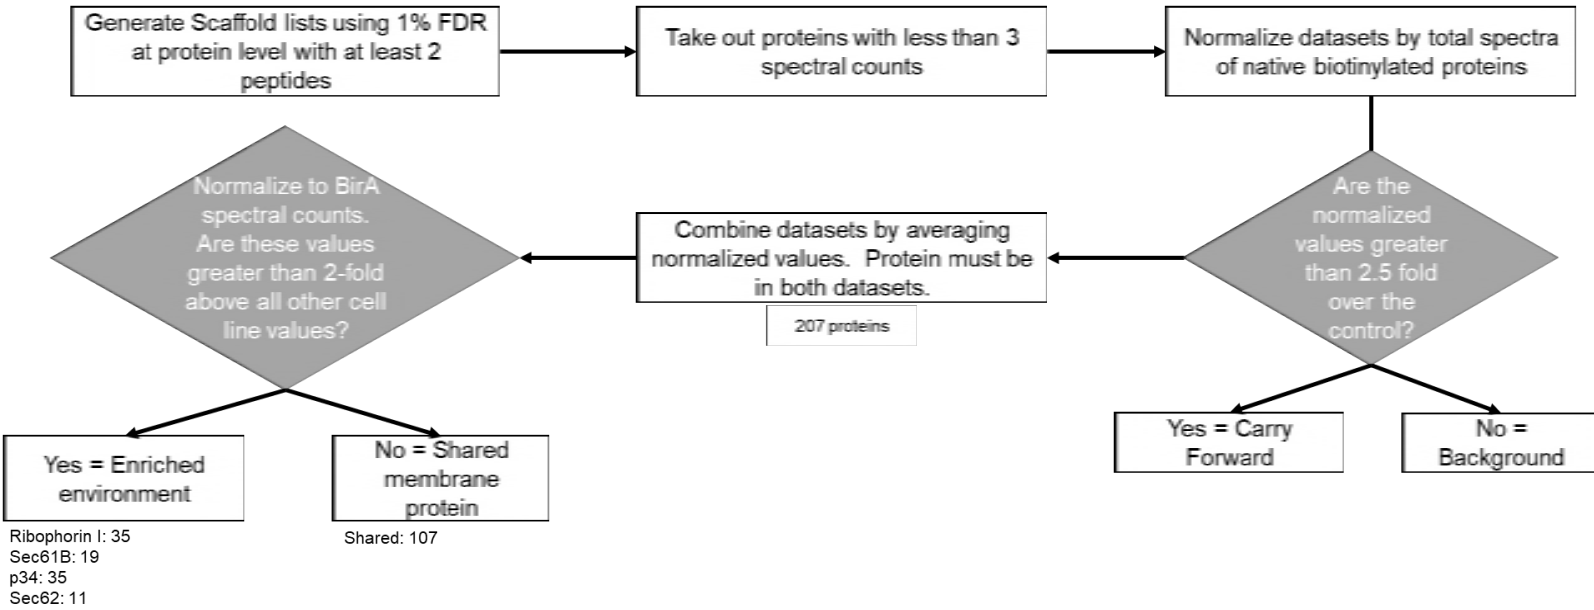 Generate Scaffold lists using 1% FDR
at protein level with at least 2
peptides
Take out proteins with less than 3
spectral counts
Normalize datasets by total spectra
of native biotinylated proteins
Are the
normalized
values greater
than 2.5 fold
over the
control?
Yes = Carry
Forward
No =
Background
Combine datasets by averaging
normalized values. Protein must be
in both datasets.
207 proteins
Normalize to BirA
spectral counts.
Are these values
greater than 2-fold
above all other cell
line values?
Yes = Enriched
environment
No = Shared
membrane
protein
Ribophorin I: 35
Sec61B: 19
p34: 35
Sec62: 11
Shared: 107